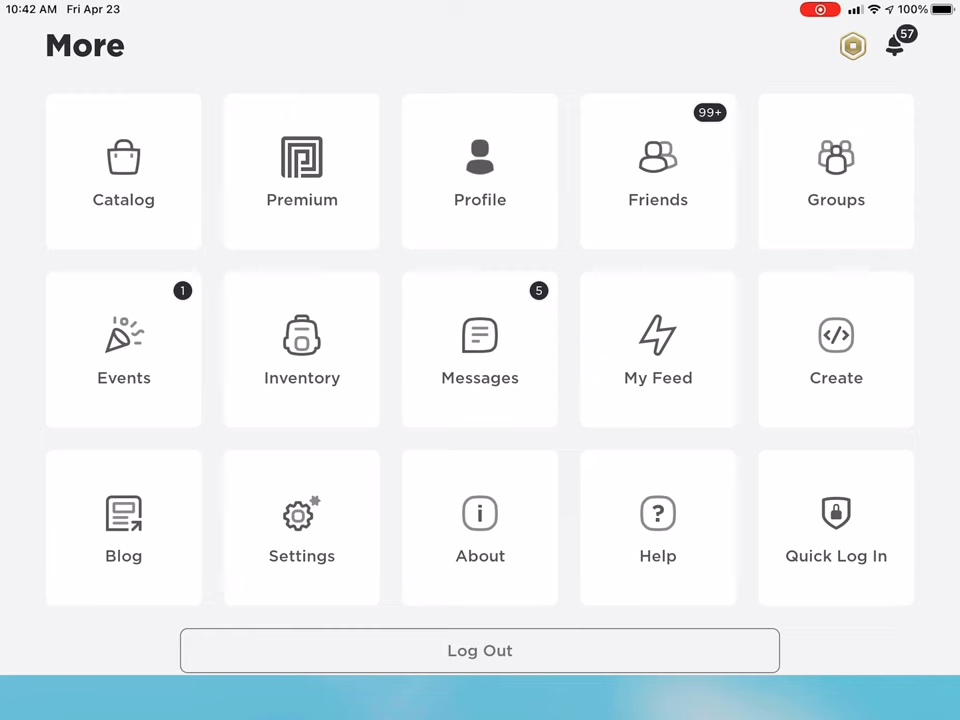 10:42 AM Fri Apr 23 100%
More
57
99+
Catalog Premium Profile Friends Groups
1 5
Events Inventory Messages My Feed Create
Blog Settings About Help Quick Log In
Log Out